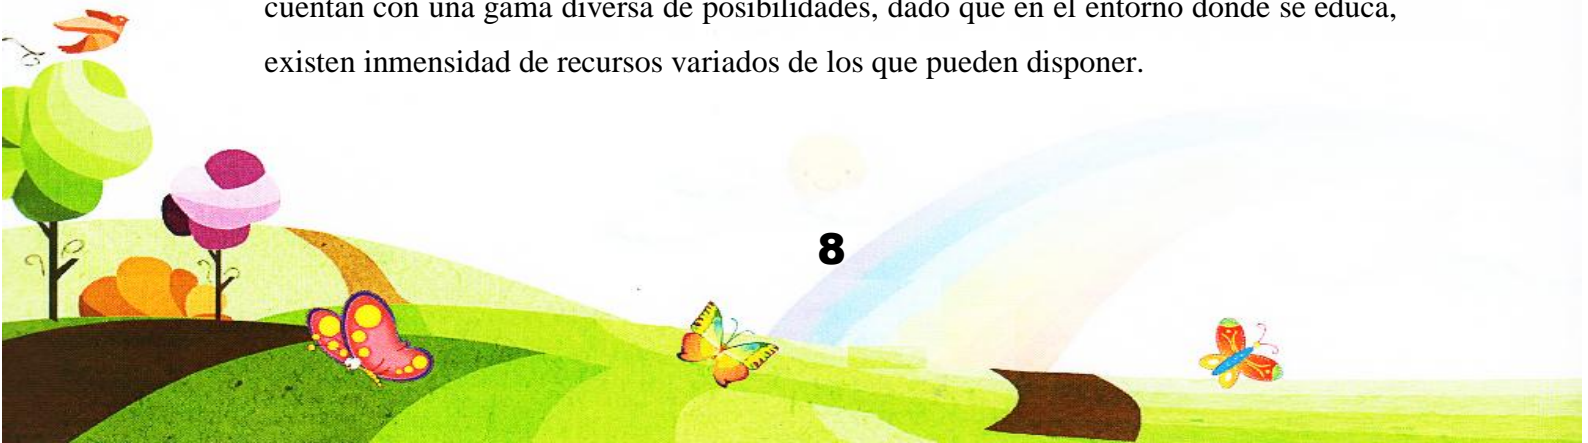 cuentan con una gama diversa de posibilidades, dado que en el entorno donde se educa,
existen inmensidad de recursos variados de los que pueden disponer.
8